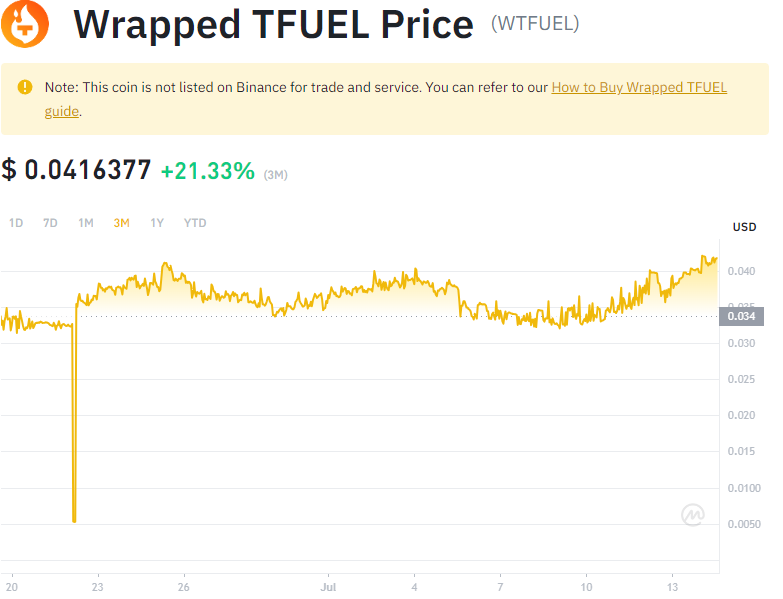 Wrapped TFUEL Price (WTFUEL)
Note: This coin is not listed on Binance for trade and service. You can refer to our How to Buy Wrapped TFUEL
guide.
$ 0.0416377 +21.33% (3M)
1D 7D 1M 3M 1Y YTD
USD
0.040
0.035
0.034
0.030
0.025
0.020
0.015
0.0100
0.0050
20 23 26 Jul 4 7 10 13